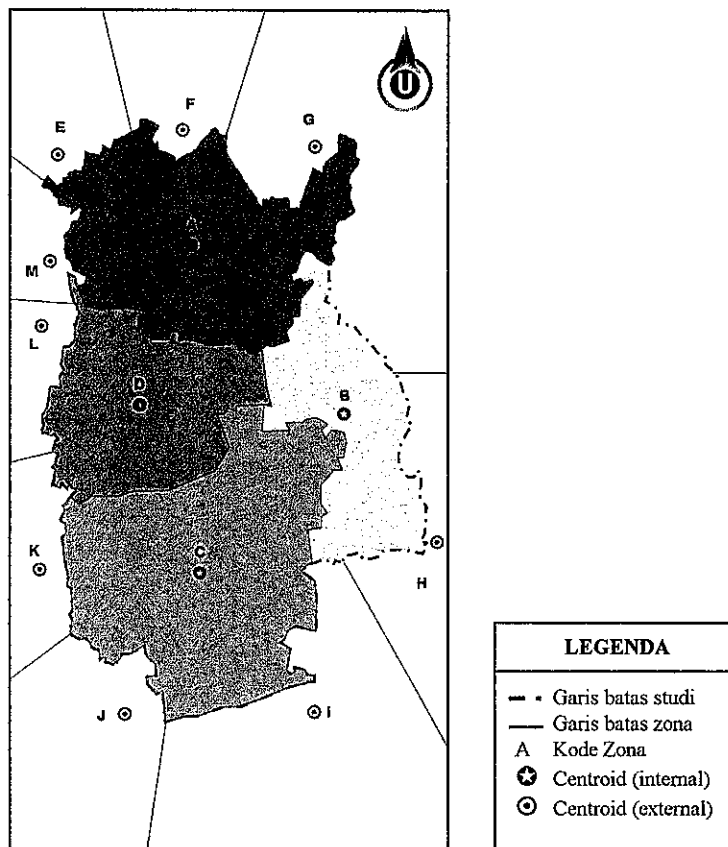 U
F
E
G
A
M
L
D
B
C
K
H
J
i
LEGENDA
Garis batas studi
Garis batas zona
A Kode Zona
Centroid (internal)
Centroid (external)